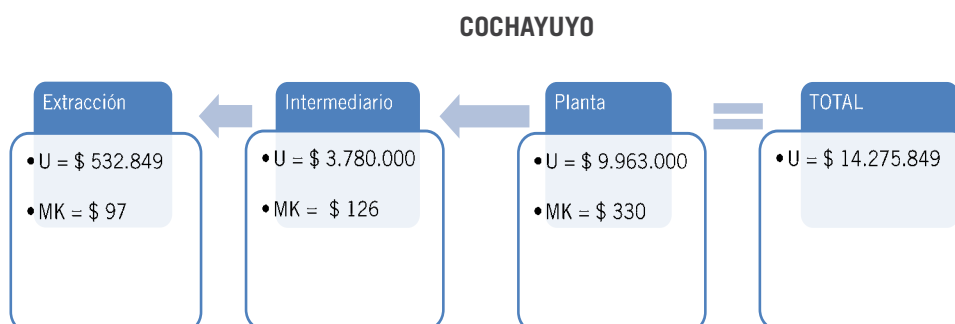 COCHAYUYO
Extracción
• U = $ 532.849
• MK = $ 97
Intermediario
• U = $ 3.780.000
• MK = $ 126
Planta
• U = $ 9.963.000
• MK = $ 330
TOTAL
• U = $ 14.275.849